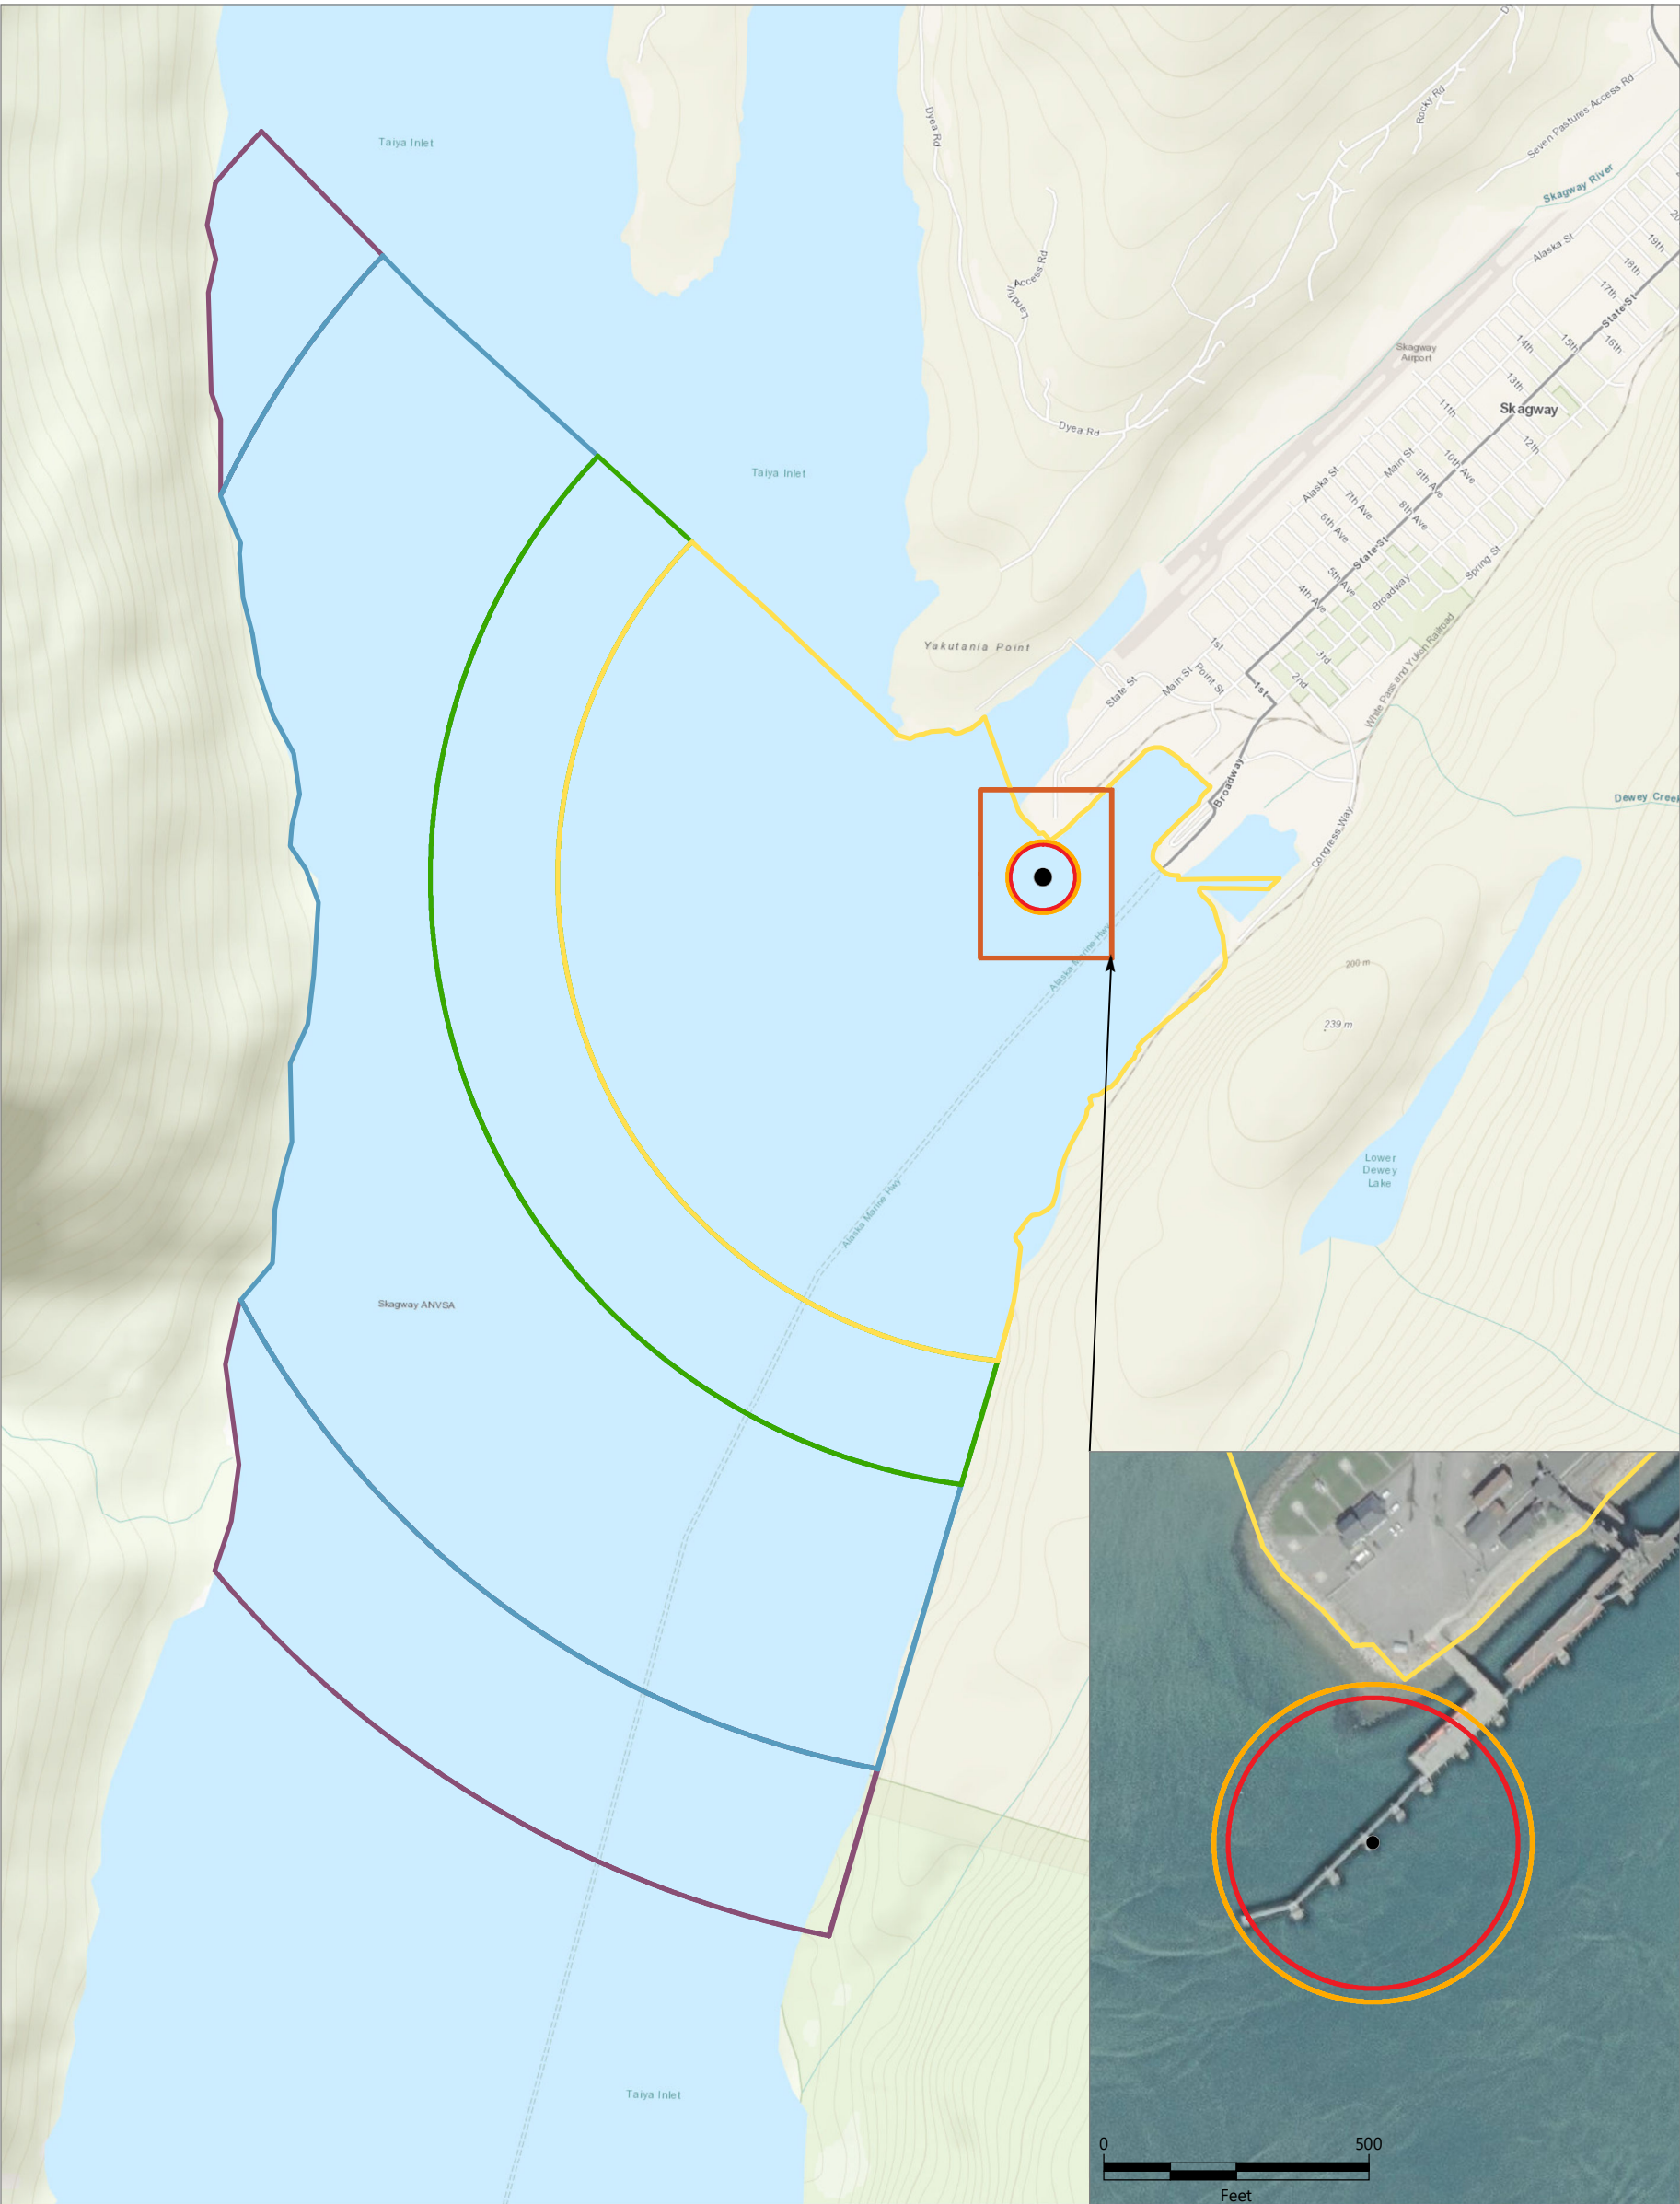 D
Taiya Inlet
Dyea Rd
Rocky Rd
Seven Pastures Access Rd
Skagway River
20
19th
18th
17th
Alaska St
State St
16th
15th
14th
Landfill
Access Rd
Skagway
Airport
13th
Skagway
11th
12th
Dyea Rd
Taiya Inlet
Main St
10th Ave
9th Ave
8th Ave
Alaska St
7th Ave
6th Ave
State St
5th Ave
4th Ave
Broadway
Spring St
Yakutania Point
1st
3rd
2nd
State St
Main St
Point St
1st
White Pass and Yukon Railroad
Broadway
Dewey Creek
Congress Way
Alaska Marine Hwy
200 m
239 m
Lower
Dewey
Lake
Alaska Marine Hwy
Skagway ANVSA
Taiya Inlet
0
500
Feet